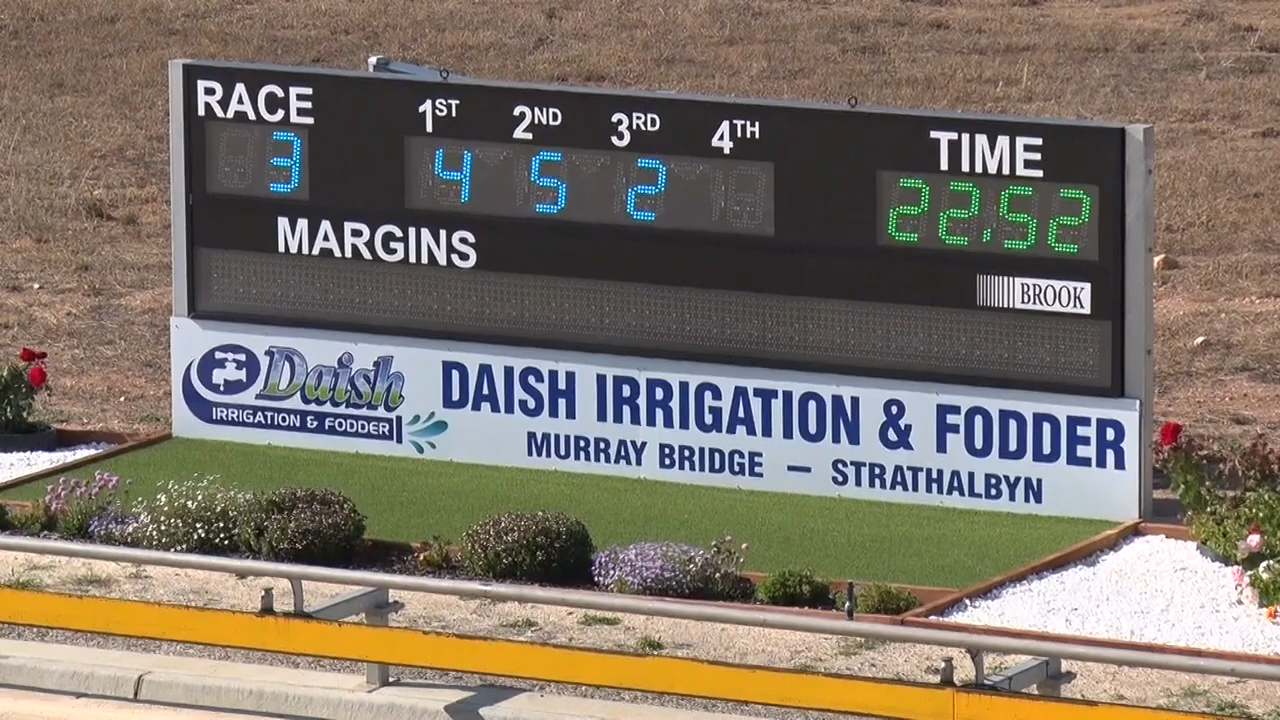 RACE 1ST 2ND 3RD 4TH TIME
3 4 5 2 22.52
MARGINS
BROOK
Daish
IRRIGATION & FODDER
DAISH IRRIGATION & FODDER
MURRAY BRIDGE – STRATHALBYN